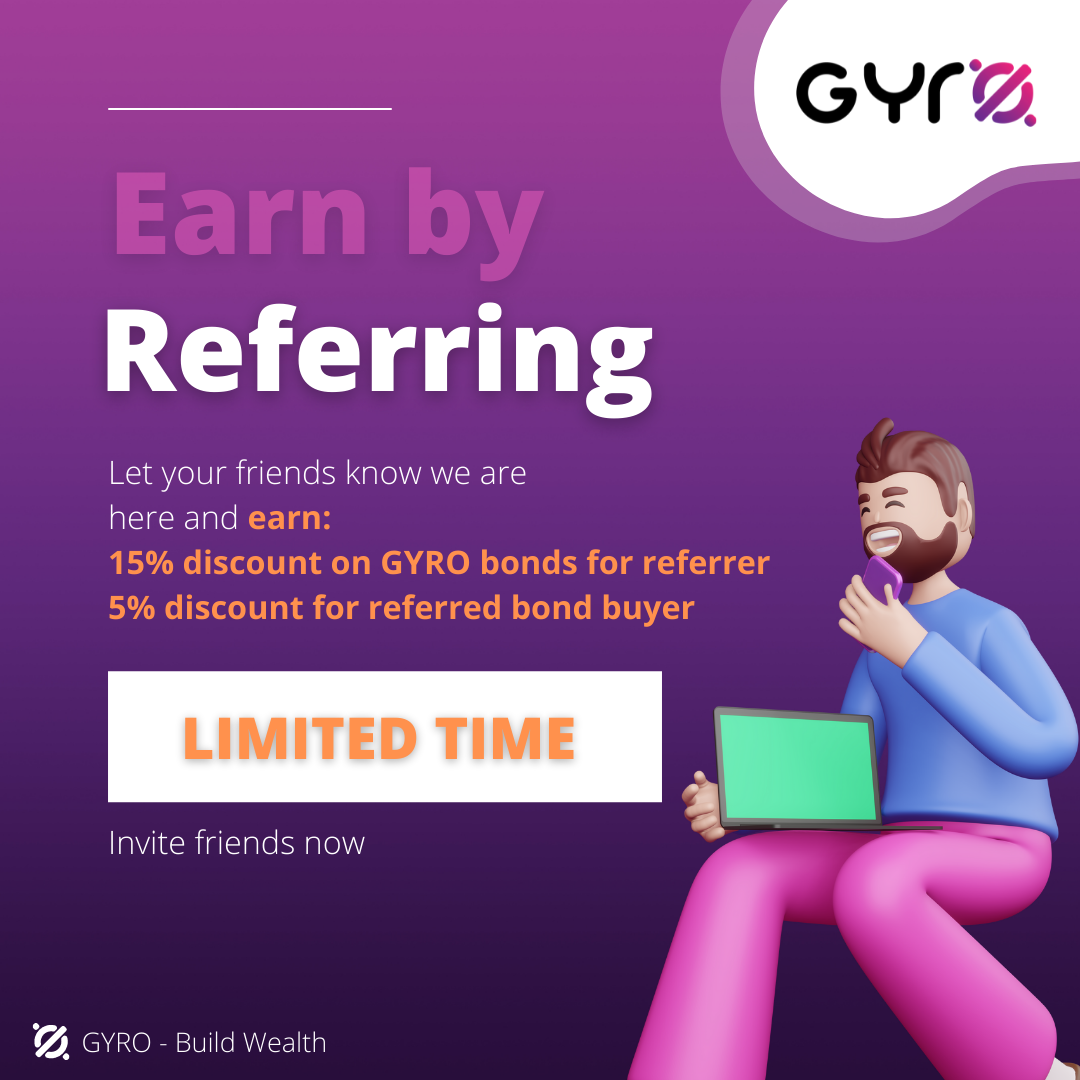 GYRO
Earn by
Referring
Let your friends know we are
here and earn:
15% discount on GYRO bonds for referrer
5% discount for referred bond buyer
LIMITED TIME
Invite friends now
GYRO - Build Wealth